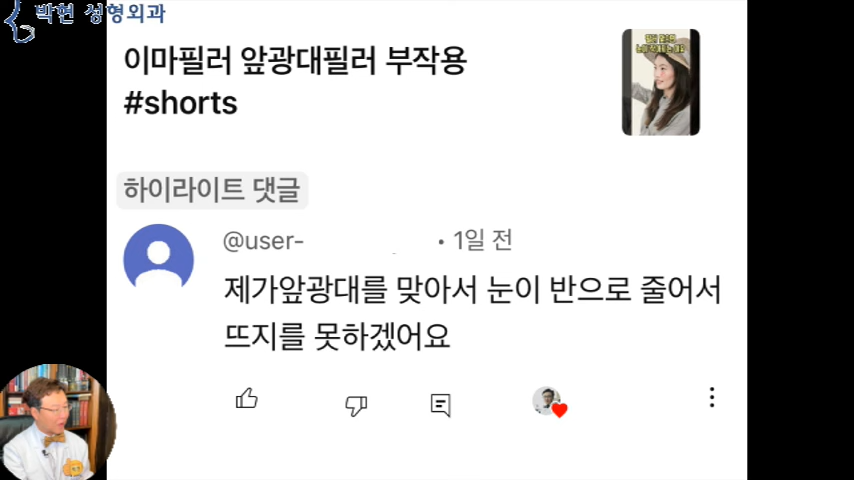 박현 성형외과
이마필러 앞광대필러 부작용
#shorts
하이라이트 댓글
@user-
• 1일 전
제가앞광대를 맞아서 눈이 반으로 줄어서
뜨지를 못하겠어요